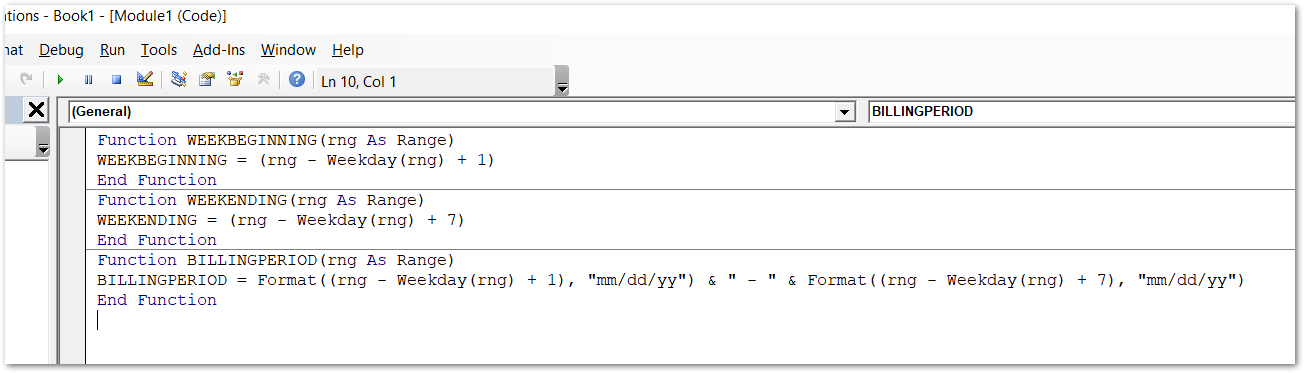 ations - Book1 - [Module1 (Code)]
mat Debug Run Tools Add-Ins Window Help
Ln 10, Col 1
(General) BILLINGPERIOD
Function WEEKBEGINNING(rng As Range)
WEEKBEGINNING = (rng - Weekday(rng) + 1)
End Function
Function WEEKENDING(rng As Range)
WEEKENDING = (rng - Weekday(rng) + 7)
End Function
Function BILLINGPERIOD(rng As Range)
BILLINGPERIOD = Format((rng - Weekday(rng) + 1), "mm/dd/yy") & " - " & Format((rng - Weekday(rng) + 7), "mm/dd/yy")
End Function